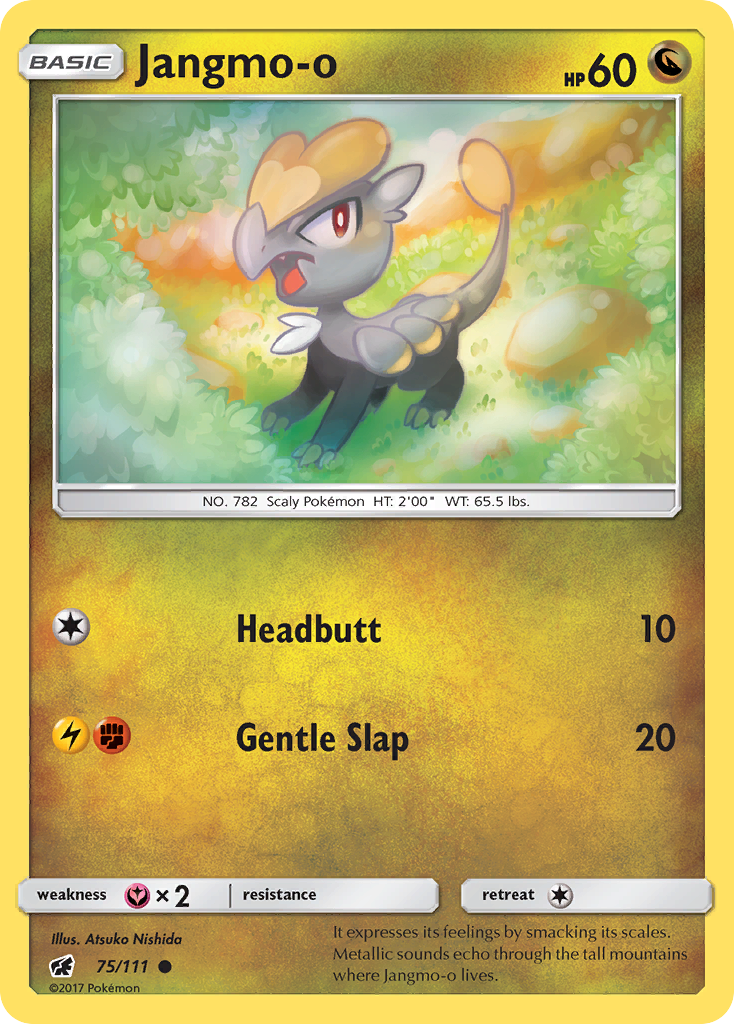 BASIC Jangmo-o HP60
NO. 782 Scaly Pokémon HT: 2'00" WT: 65.5 lbs.
Headbutt 10
Gentle Slap 20
weakness ×2 resistance retreat
Illus. Atsuko Nishida
75/111
©2017 Pokémon
It expresses its feelings by smacking its scales.
Metallic sounds echo through the tall mountains
where Jangmo-o lives.